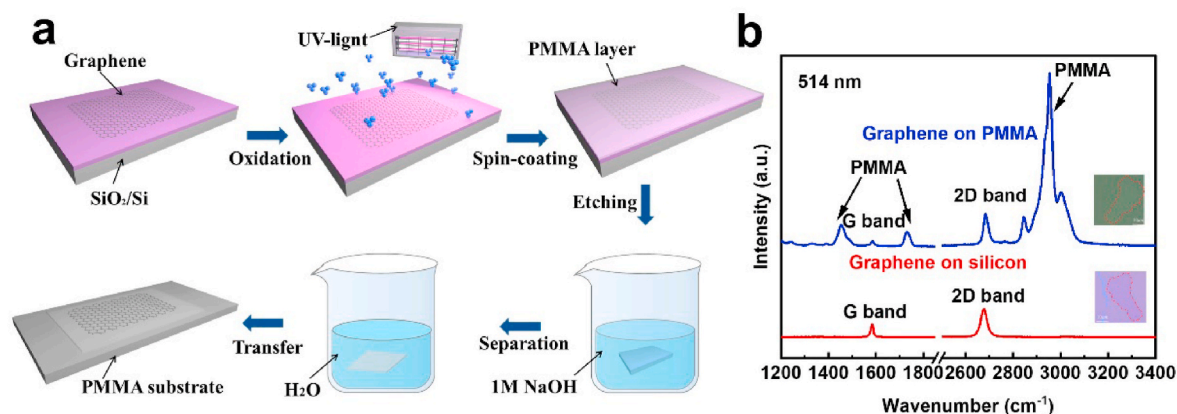 a
UV-lignt
Graphene
PMMA layer
Oxidation
Spin-coating
SiO₂/Si
Etching
Transfer
Separation
PMMA substrate
H₂O
1M NaOH
b
514 nm
PMMA
Graphene on PMMA
PMMA
2D band
G band
Graphene on silicon
2D band
G band
Intensity (a.u.)
1200 1400 1600 1800 2600 2800 3000 3200 3400
Wavenumber (cm⁻¹)